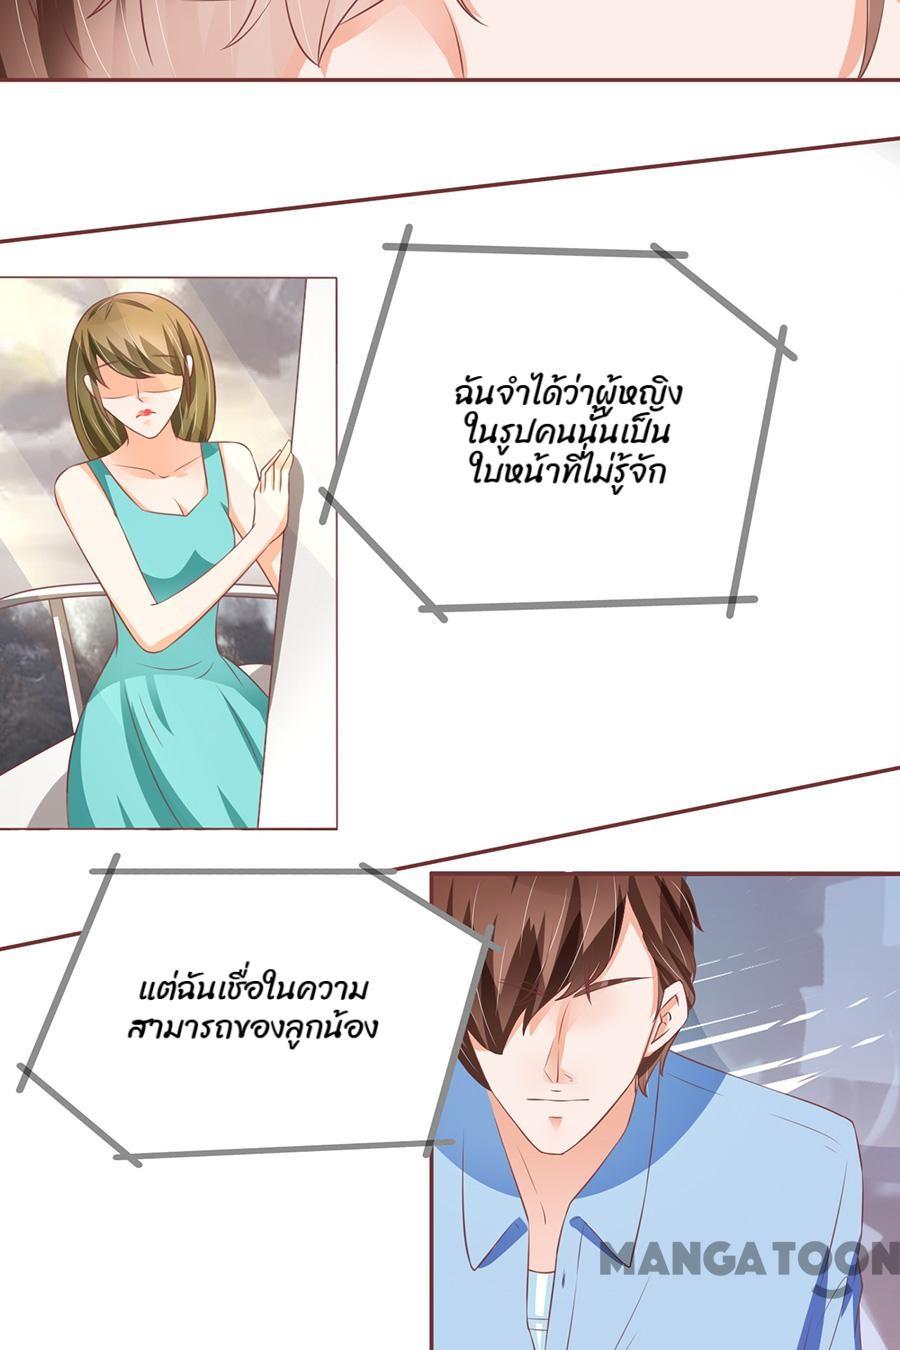 ฉันจำได้ว่าผู้หญิง
ในรูปคนนั้นเป็น
ใบหน้าที่ไม่รู้จัก
แต่ฉันเชื่อในความ
สามารถของลูกน้อง
MANGATOON